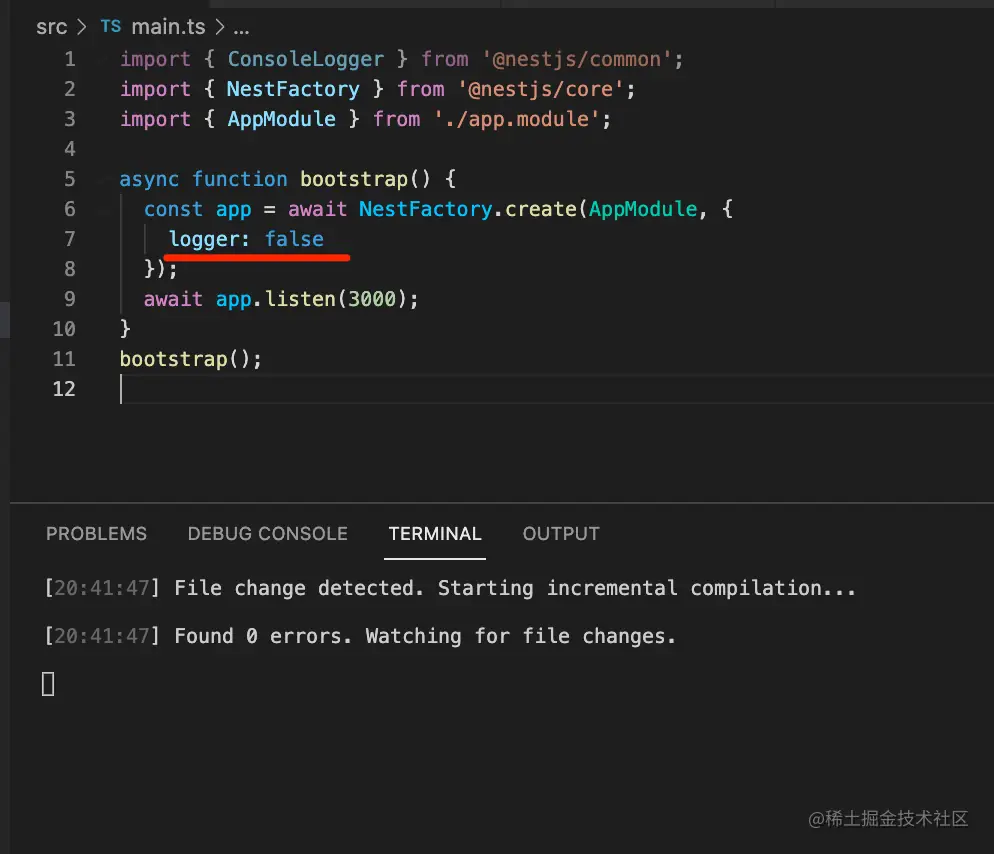 src > TS main.ts > ...
1 import { ConsoleLogger } from '@nestjs/common';
2 import { NestFactory } from '@nestjs/core';
3 import { AppModule } from './app.module';
4
5 async function bootstrap() {
6 const app = await NestFactory.create(AppModule, {
7 logger: false
8 });
9 await app.listen(3000);
10 }
11 bootstrap();
12
PROBLEMS DEBUG CONSOLE TERMINAL OUTPUT
[20:41:47] File change detected. Starting incremental compilation...
[20:41:47] Found 0 errors. Watching for file changes.
@稀土掘金技术社区